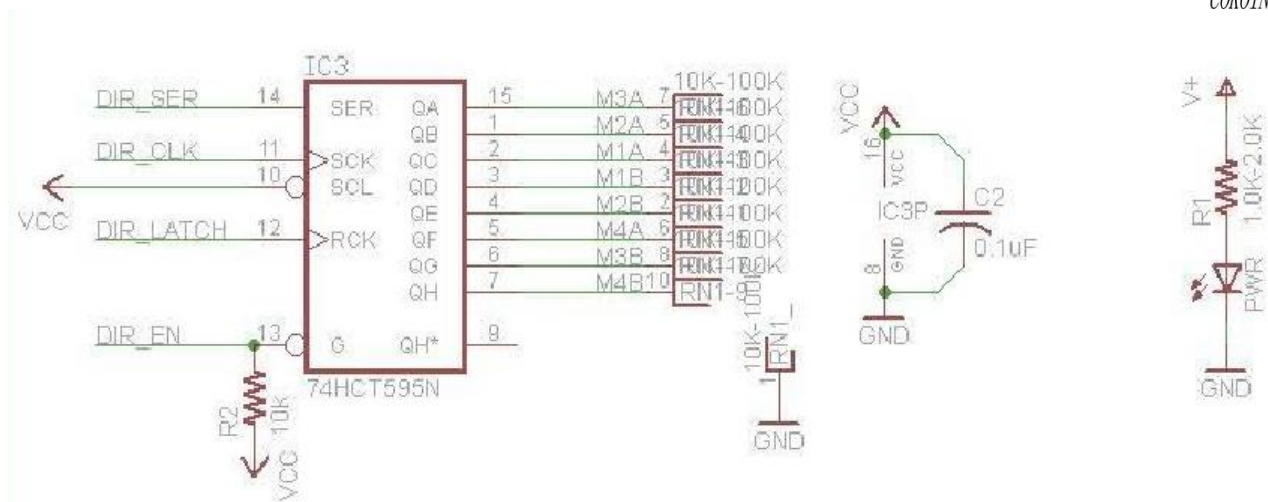 COKOIN
IC3
DIR_SER 14 SER QA 15 M3A 7 10K-100K
QB 1 M2A 5
DIR_CLK 11 SCK QC 2 M1A 4
VCC 10 SCL QD 3 M1B 3
QE 4 M2B 2
DIR_LATCH 12 RCK QF 5 M4A 6
QG 6 M3B 8
QH 7 M4B 10 RN1-9
DIR_EN 13 G QH* 9
74HCT595N
R2 10K
VCC
10K-100K
RN1_
1
GND
VCC
16 VCC
IC3P C2
0.1uF
8 GND
GND
V+
R1 1.0K-2.0K
PWR
GND